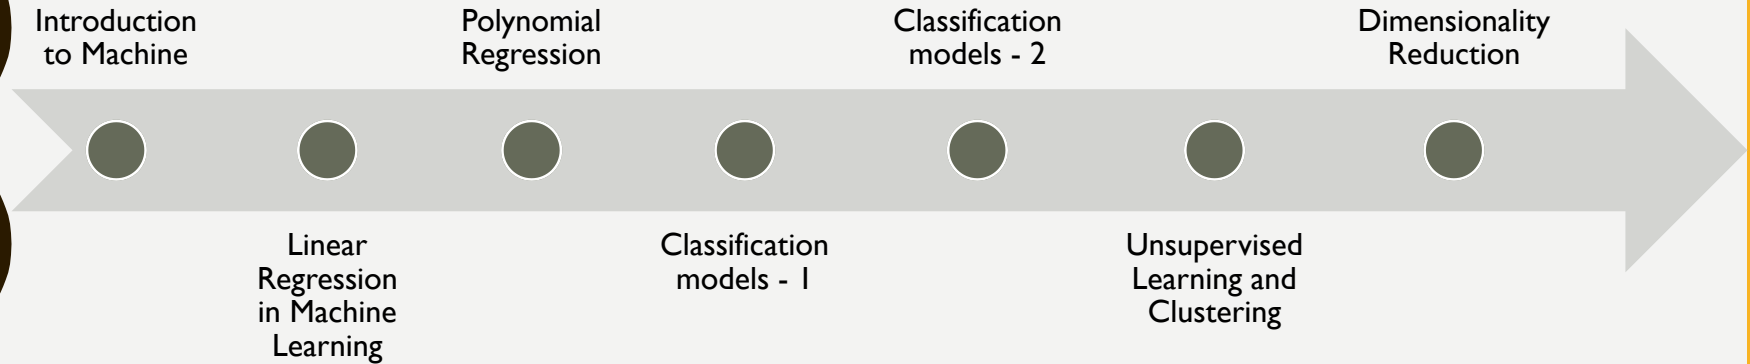 Introduction
to Machine
Linear
Regression
in Machine
Learning
Polynomial
Regression
Classification
models - 1
Classification
models - 2
Unsupervised
Learning and
Clustering
Dimensionality
Reduction